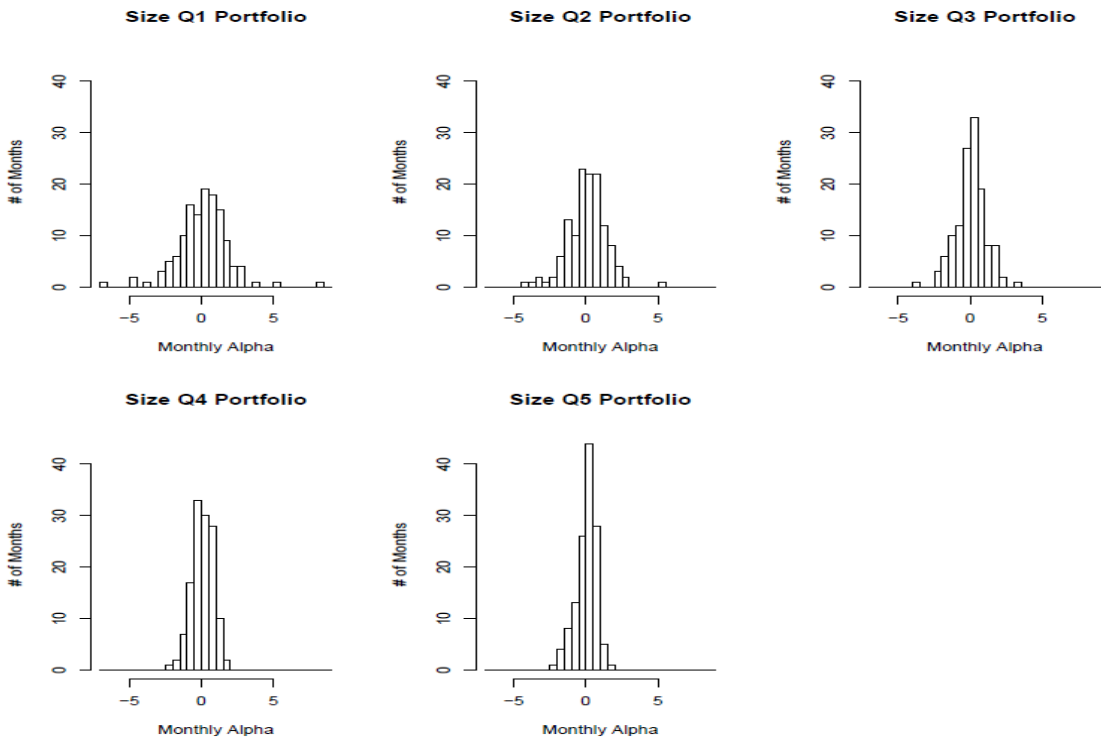 Size Q1 Portfolio
40
30
20
10
0
# of Months
−5 0 5
Monthly Alpha
Size Q2 Portfolio
40
30
20
10
0
# of Months
−5 0 5
Monthly Alpha
Size Q3 Portfolio
40
30
20
10
0
# of Months
−5 0 5
Monthly Alpha
Size Q4 Portfolio
40
30
20
10
0
# of Months
−5 0 5
Monthly Alpha
Size Q5 Portfolio
40
30
20
10
0
# of Months
−5 0 5
Monthly Alpha